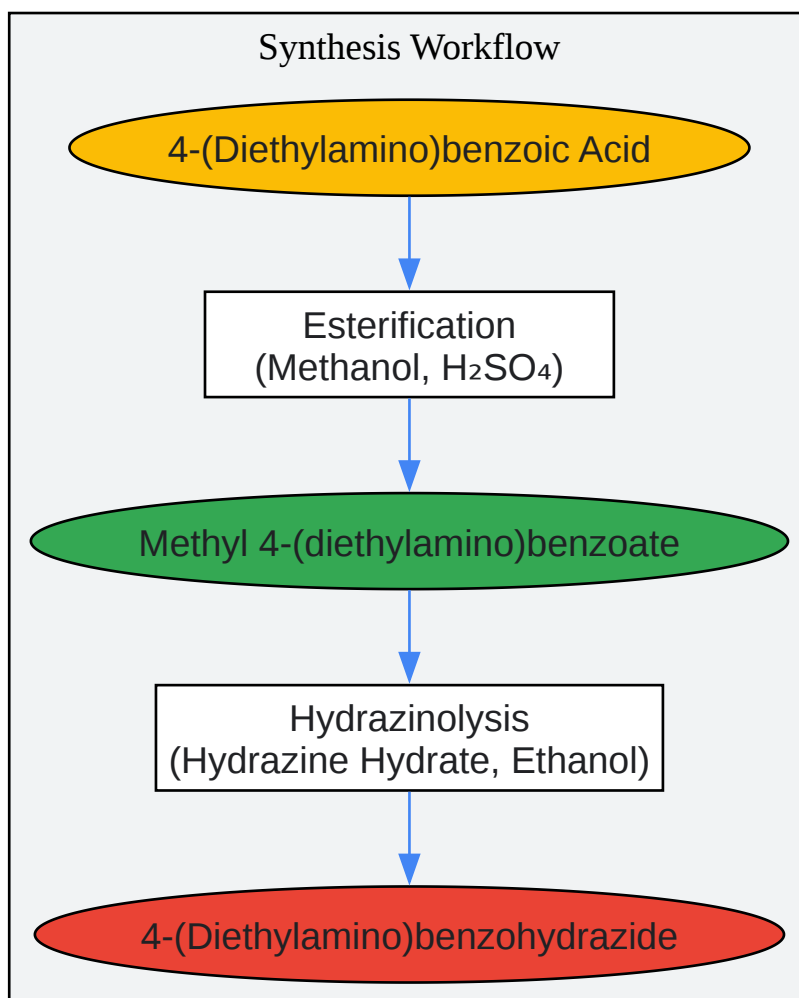 Synthesis Workflow
4-(Diethylamino)benzoic Acid
Esterification
(Methanol, H₂SO₄)
Methyl 4-(diethylamino)benzoate
Hydrazinolysis
(Hydrazine Hydrate, Ethanol)
4-(Diethylamino)benzohydrazide